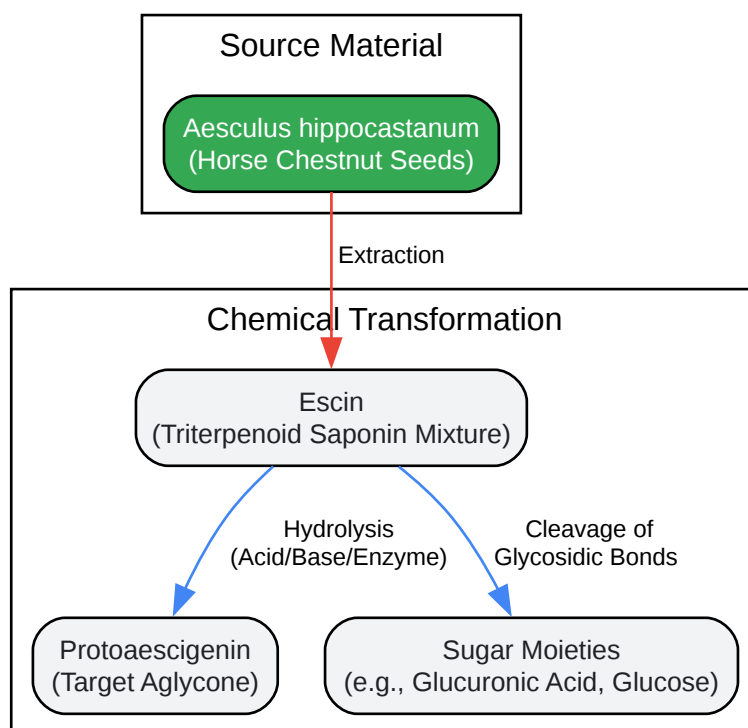 Source Material
Aesculus hippocastanum
(Horse Chestnut Seeds)
Extraction
Chemical Transformation
Escin
(Triterpenoid Saponin Mixture)
Hydrolysis
(Acid/Base/Enzyme)
Cleavage of
Glycosidic Bonds
Protoaescigenin
(Target Aglycone)
Sugar Moieties
(e.g., Glucuronic Acid, Glucose)